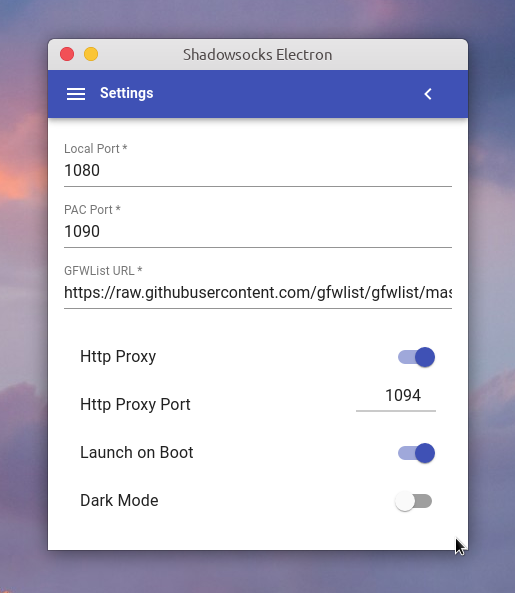 Shadowsocks Electron
Settings
Local Port *
1080
PAC Port *
1090
GFWList URL *
https://raw.githubusercontent.com/gfwlist/gfwlist/mas
Http Proxy
Http Proxy Port
1094
Launch on Boot
Dark Mode